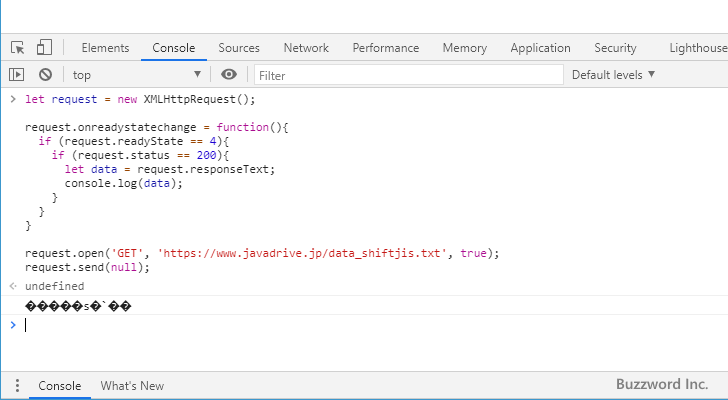 Elements Console Sources Network Performance Memory Application Security Lighthouse
top ▼ Filter Default levels ▼
> let request = new XMLHttpRequest();
request.onreadystatechange = function(){
if (request.readyState == 4){
if (request.status == 200){
let data = request.responseText;
console.log(data);
}
}
}
request.open('GET', 'https://www.javadrive.jp/data_shiftjis.txt', true);
request.send(null);
undefined
�����s�`��
>
Console What's New
Buzzword Inc.